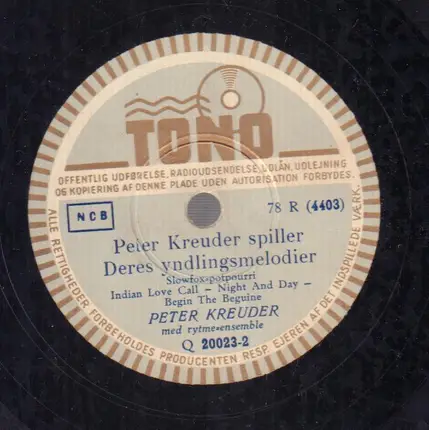 TONO
OFFENTLIG UDFØRELSE, RADIOUDSENDELSE UDLÅN, UDLEJNING
OG KOPIERING AF DENNE PLADE UDEN AUTORISATION FORBYDES.
NCB
78 R (4403)
Peter Kreuder spiller
Deres yndlingsmelodier
Slowfox-potpourri
Indian Love Call – Night And Day –
Begin The Beguine
PETER KREUDER
med rytme-ensemble
Q 20023-2
ALLE RETTIGHEDER FORBEHOLDES PRODUCENTEN RESP. EJEREN AF DET INDSPILLEDE VÆRK.